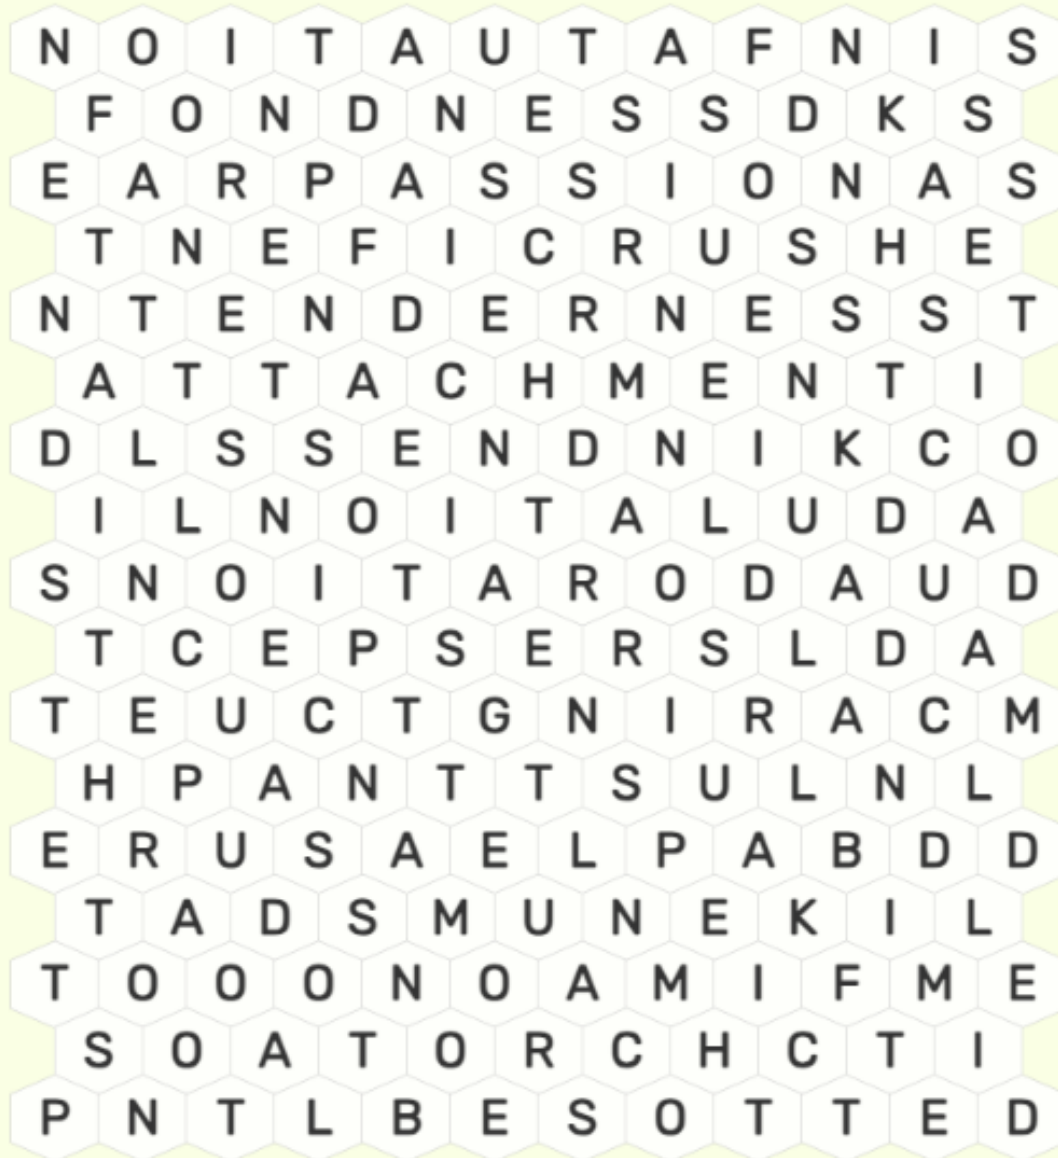 N O I T A U T A F N I S
F O N D N E S S D K S
E A R P A S S I O N A S
T N E F I C R U S H E
N T E N D E R N E S S T
A T T A C H M E N T I
D L S S E N D N I K C O
I L N O I T A L U D A
S N O I T A R O D A U D
T C E P S E R S L D A
T E U C T G N I R A C M
H P A N T T S U L N L
E R U S A E L P A B D D
T A D S M U N E K I L
T O O O N O A M I F M E
S O A T O R C H C T I
P N T L B E S O T T E D